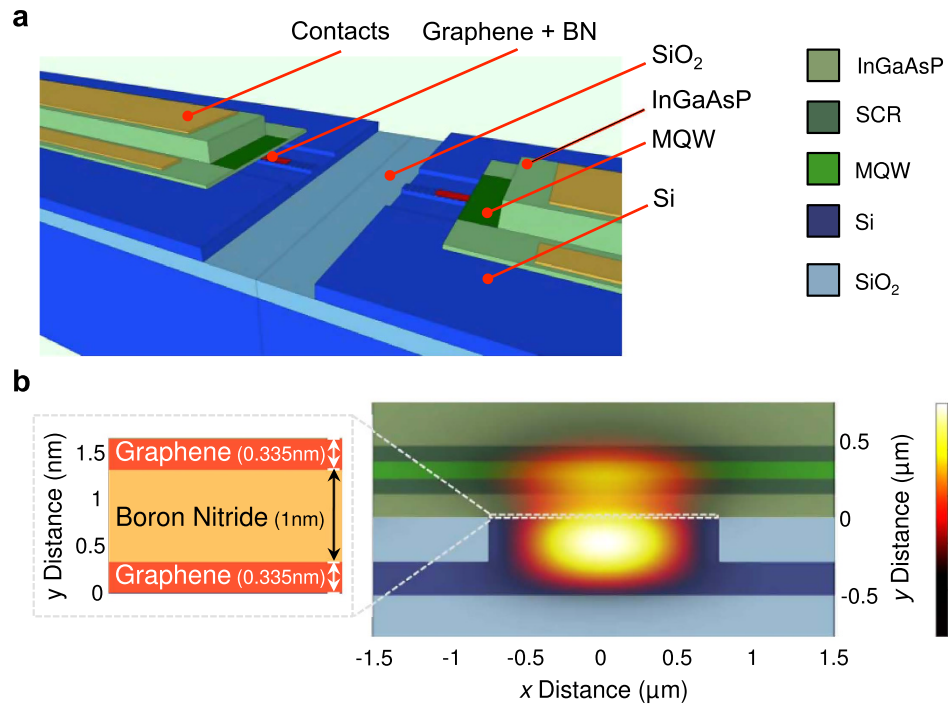 a
Contacts
Graphene + BN
SiO2
InGaAsP
MQW
Si
InGaAsP
SCR
MQW
Si
SiO2
b
y Distance (nm)
1.5
1
0.5
0
Graphene (0.335nm)
Boron Nitride (1nm)
Graphene (0.335nm)
0.5
0
-0.5
y Distance (µm)
-1.5 -1 -0.5 0 0.5 1 1.5
x Distance (µm)